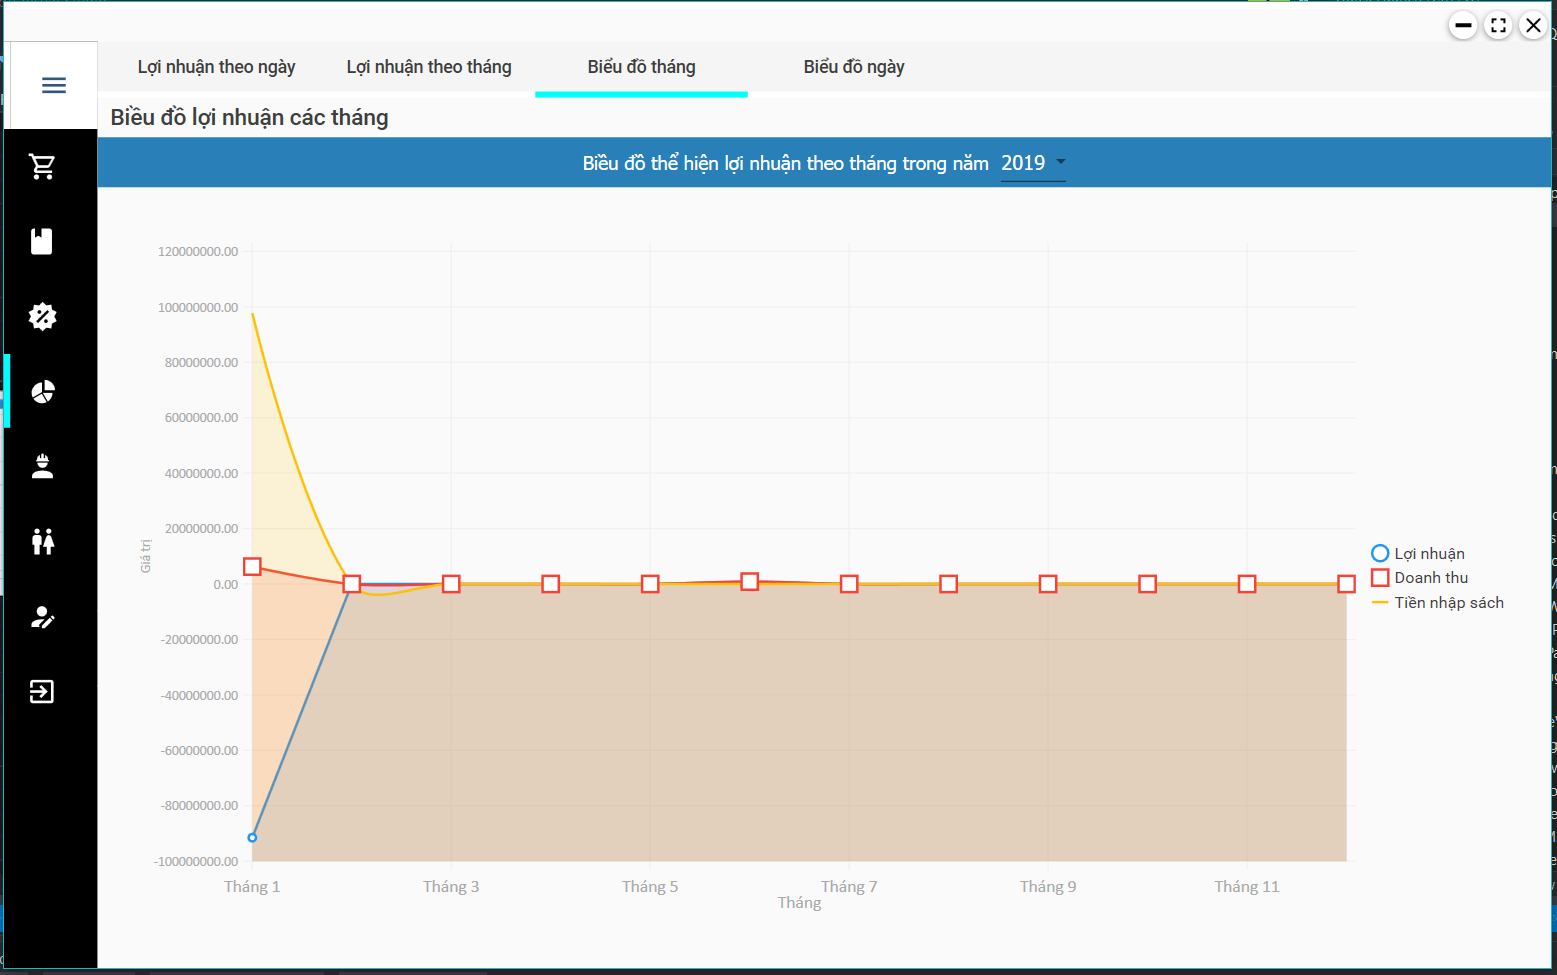 Lợi nhuận theo ngày
Lợi nhuận theo tháng
Biểu đồ tháng
Biểu đồ ngày
Biều đồ lợi nhuận các tháng
Biều đồ thể hiện lợi nhuận theo tháng trong năm 2019
120000000.00
100000000.00
80000000.00
60000000.00
40000000.00
20000000.00
0.00
-20000000.00
-40000000.00
-60000000.00
-80000000.00
-100000000.00
Giá trị
Lợi nhuận
Doanh thu
Tiền nhập sách
Tháng 1
Tháng 3
Tháng 5
Tháng 7
Tháng 9
Tháng 11
Tháng